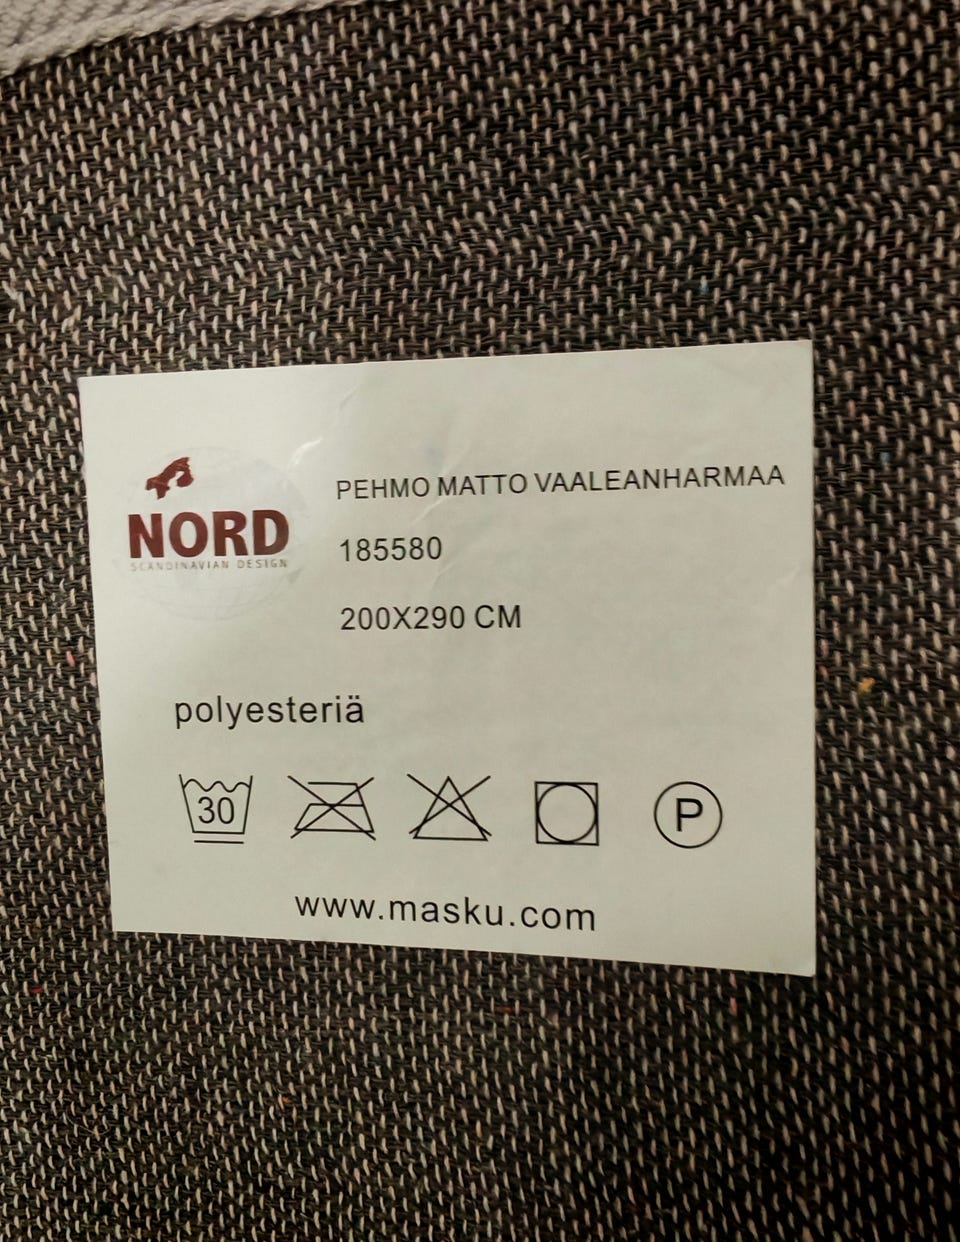 NORD
SCANDINAVIAN DESIGN
PEHMO MATTO VAALEANHARMAA
185580
200X290 CM
polyesteriä
30
P
www.masku.com